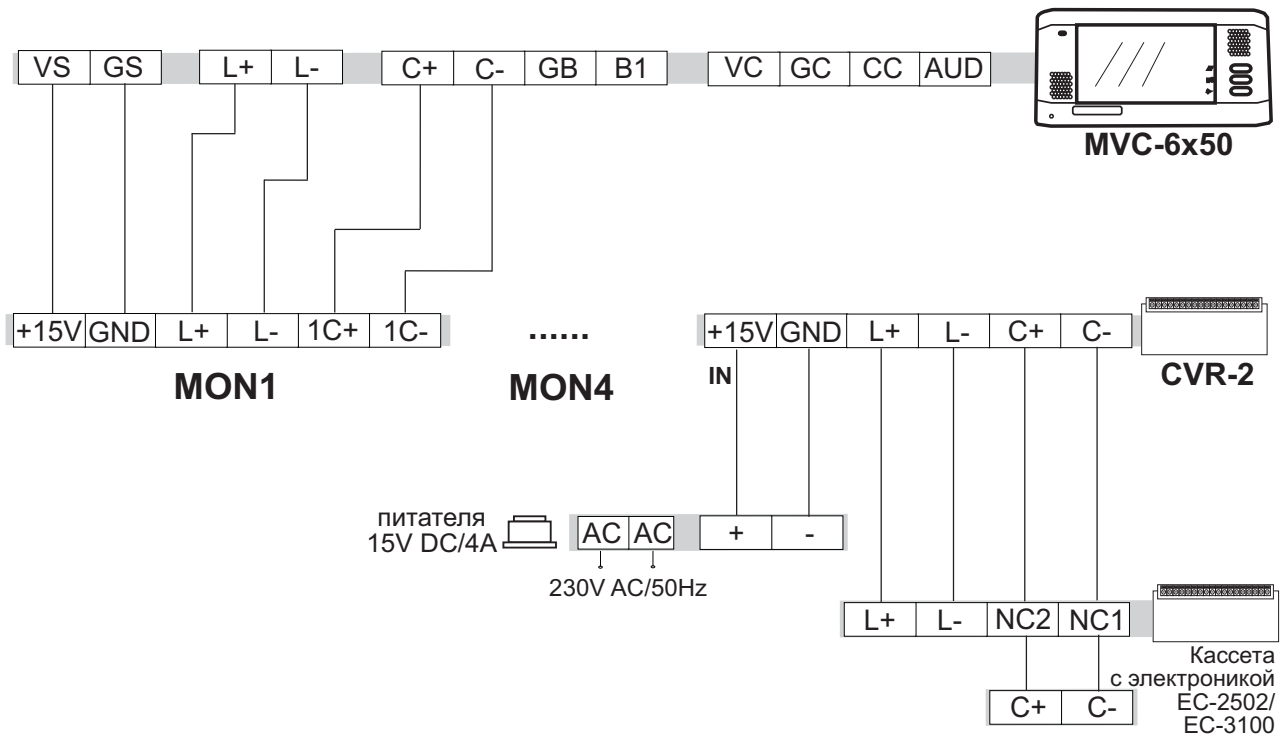 VS GS L+ L- C+ C- GB B1 VC GC CC AUD
MVC-6x50
+15V GND L+ L- 1C+ 1C- ...... +15V GND L+ L- C+ C-
MON1 MON4 IN CVR-2
питателя
15V DC/4A
AC AC + -
230V AC/50Hz
L+ L- NC2 NC1
Кассета
с электроникой
EC-2502/
EC-3100
C+ C-